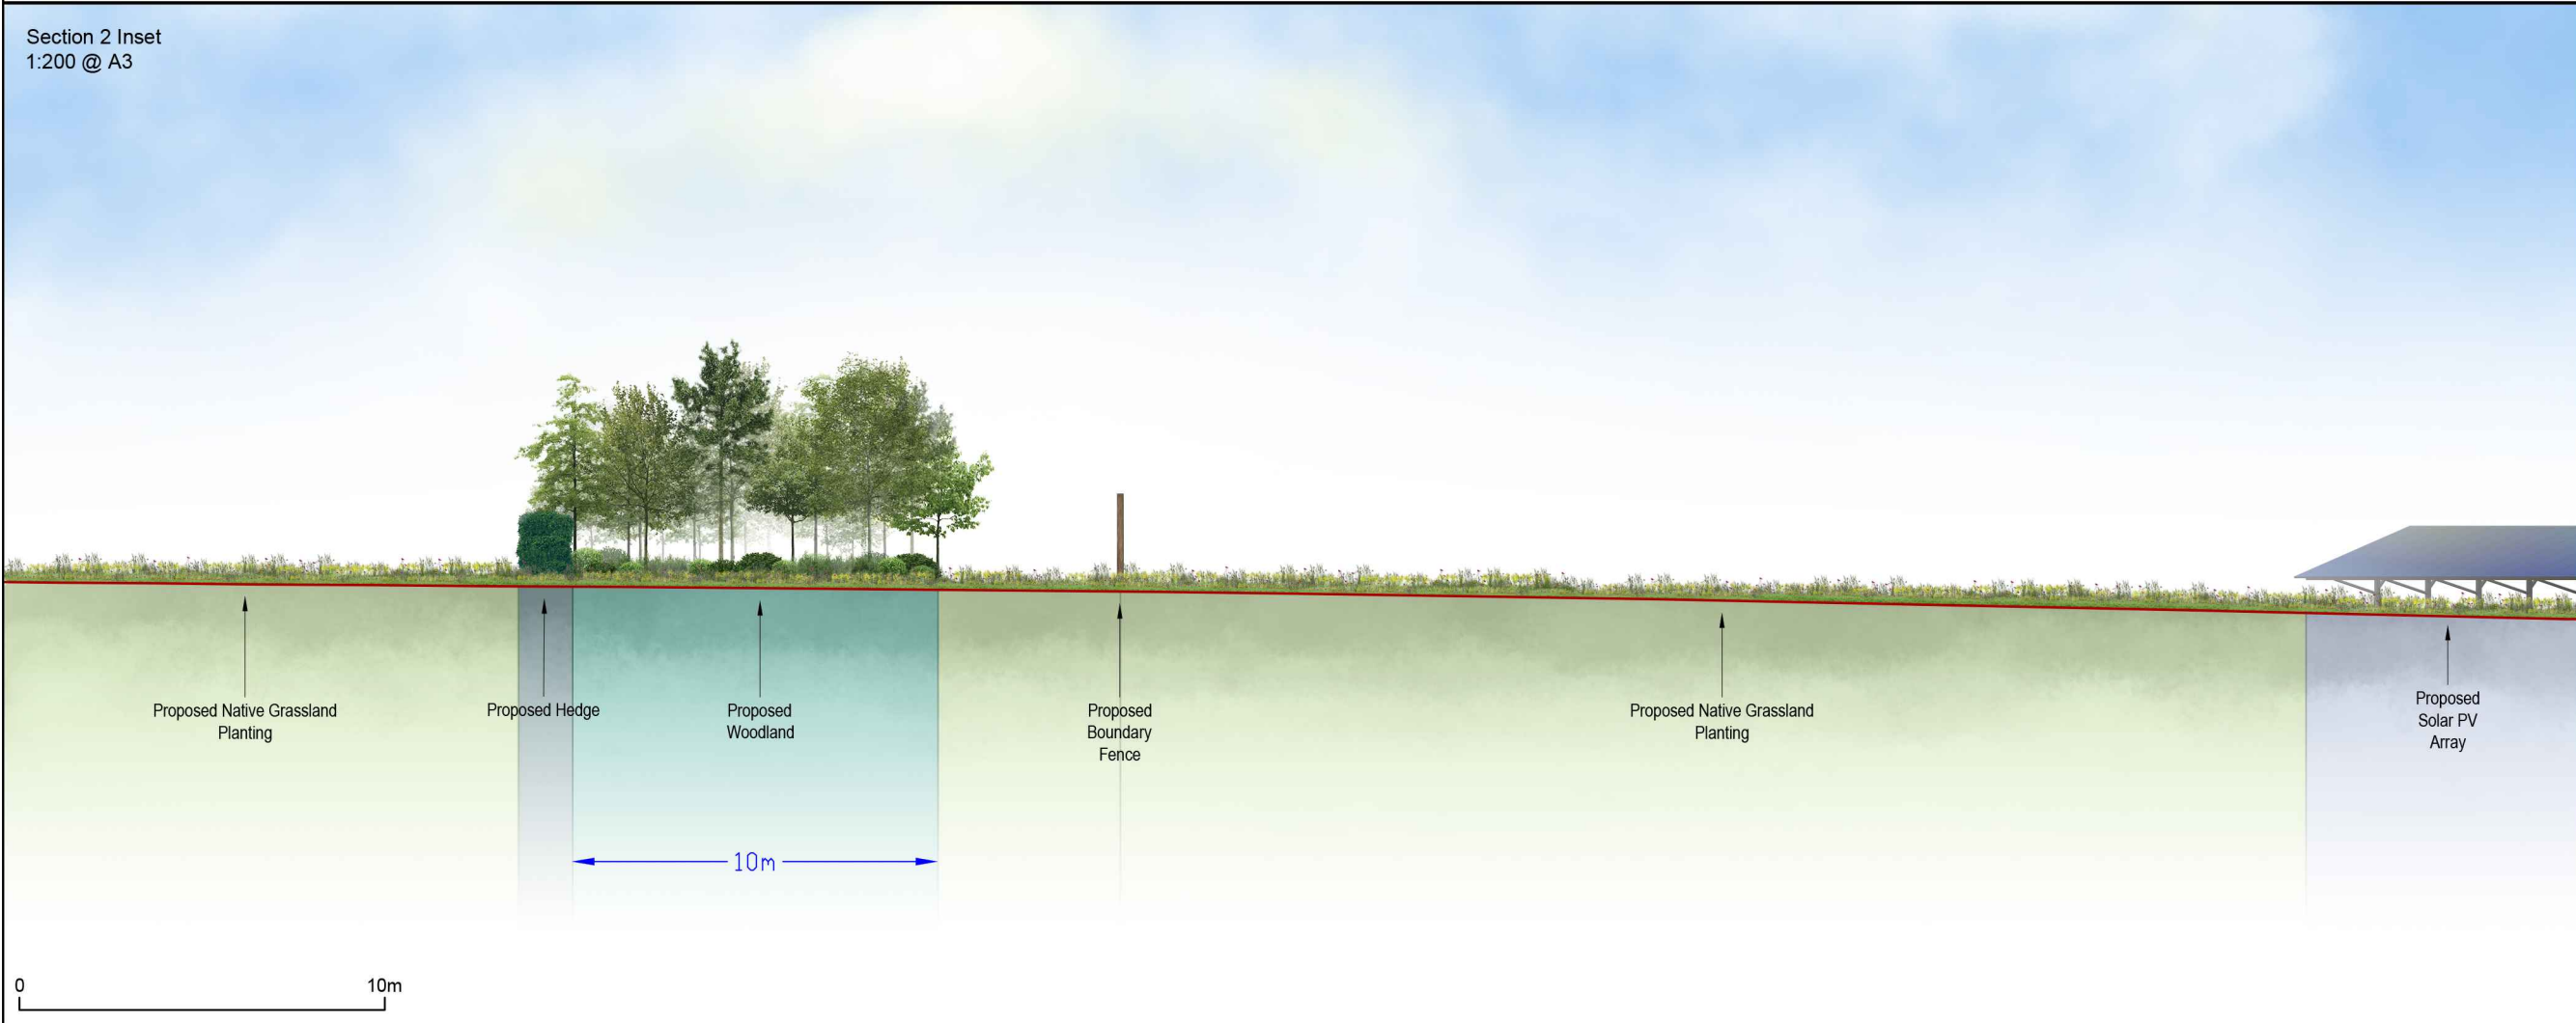 Section 2 Inset
1:200 @ A3
Proposed Native Grassland
Planting
Proposed Hedge
Proposed
Woodland
Proposed
Boundary
Fence
Proposed Native Grassland
Planting
Proposed
Solar PV
Array
10m
0
10m